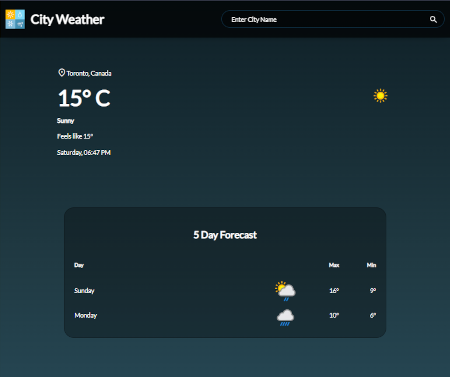 City Weather
Enter City Name
Toronto, Canada
15° C
Sunny
Feels like 15°
Saturday, 06:47 PM
5 Day Forecast
Day Max Min
Sunday 16° 9°
Monday 10° 6°